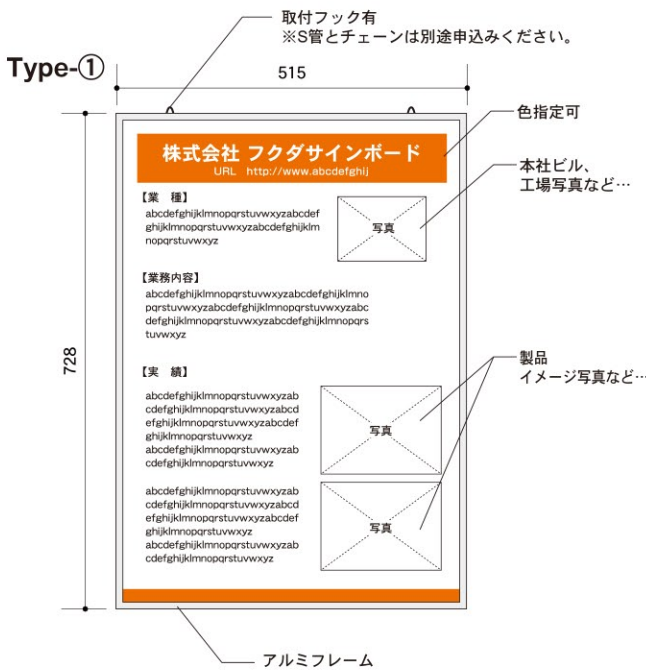 取付フック有
※S管とチェーンは別途申込みください。
Type-①
515
色指定可
株式会社 フクダサインボード
URL http://www.abcdefghij
本社ビル、
工場写真など…
【業　種】
abcdefghijklmnopqrstuvwxyzabcdef
ghijklmnopqrstuvwxyzabcdefghijklm
nopqrstuvwxyz
写真
【業務内容】
abcdefghijklmnopqrstuvwxyzabcdefghijklmno
pqrstuvwxyzabcdefghijklmnopqrstuvwxyzabc
defghijklmnopqrstuvwxyzabcdefghijklmnopqrs
tuvwxyz
728
製品
イメージ写真など…
【実　績】
abcdefghijklmnopqrstuvwxyzab
cdefghijklmnopqrstuvwxyzabcd
efghijklmnopqrstuvwxyzabcdef
ghijklmnopqrstuvwxyz
abcdefghijklmnopqrstuvwxyzab
cdefghijklmnopqrstuvwxyz
写真
abcdefghijklmnopqrstuvwxyzab
cdefghijklmnopqrstuvwxyzabcd
efghijklmnopqrstuvwxyzabcdef
ghijklmnopqrstuvwxyz
abcdefghijklmnopqrstuvwxyzab
cdefghijklmnopqrstuvwxyz
写真
アルミフレーム